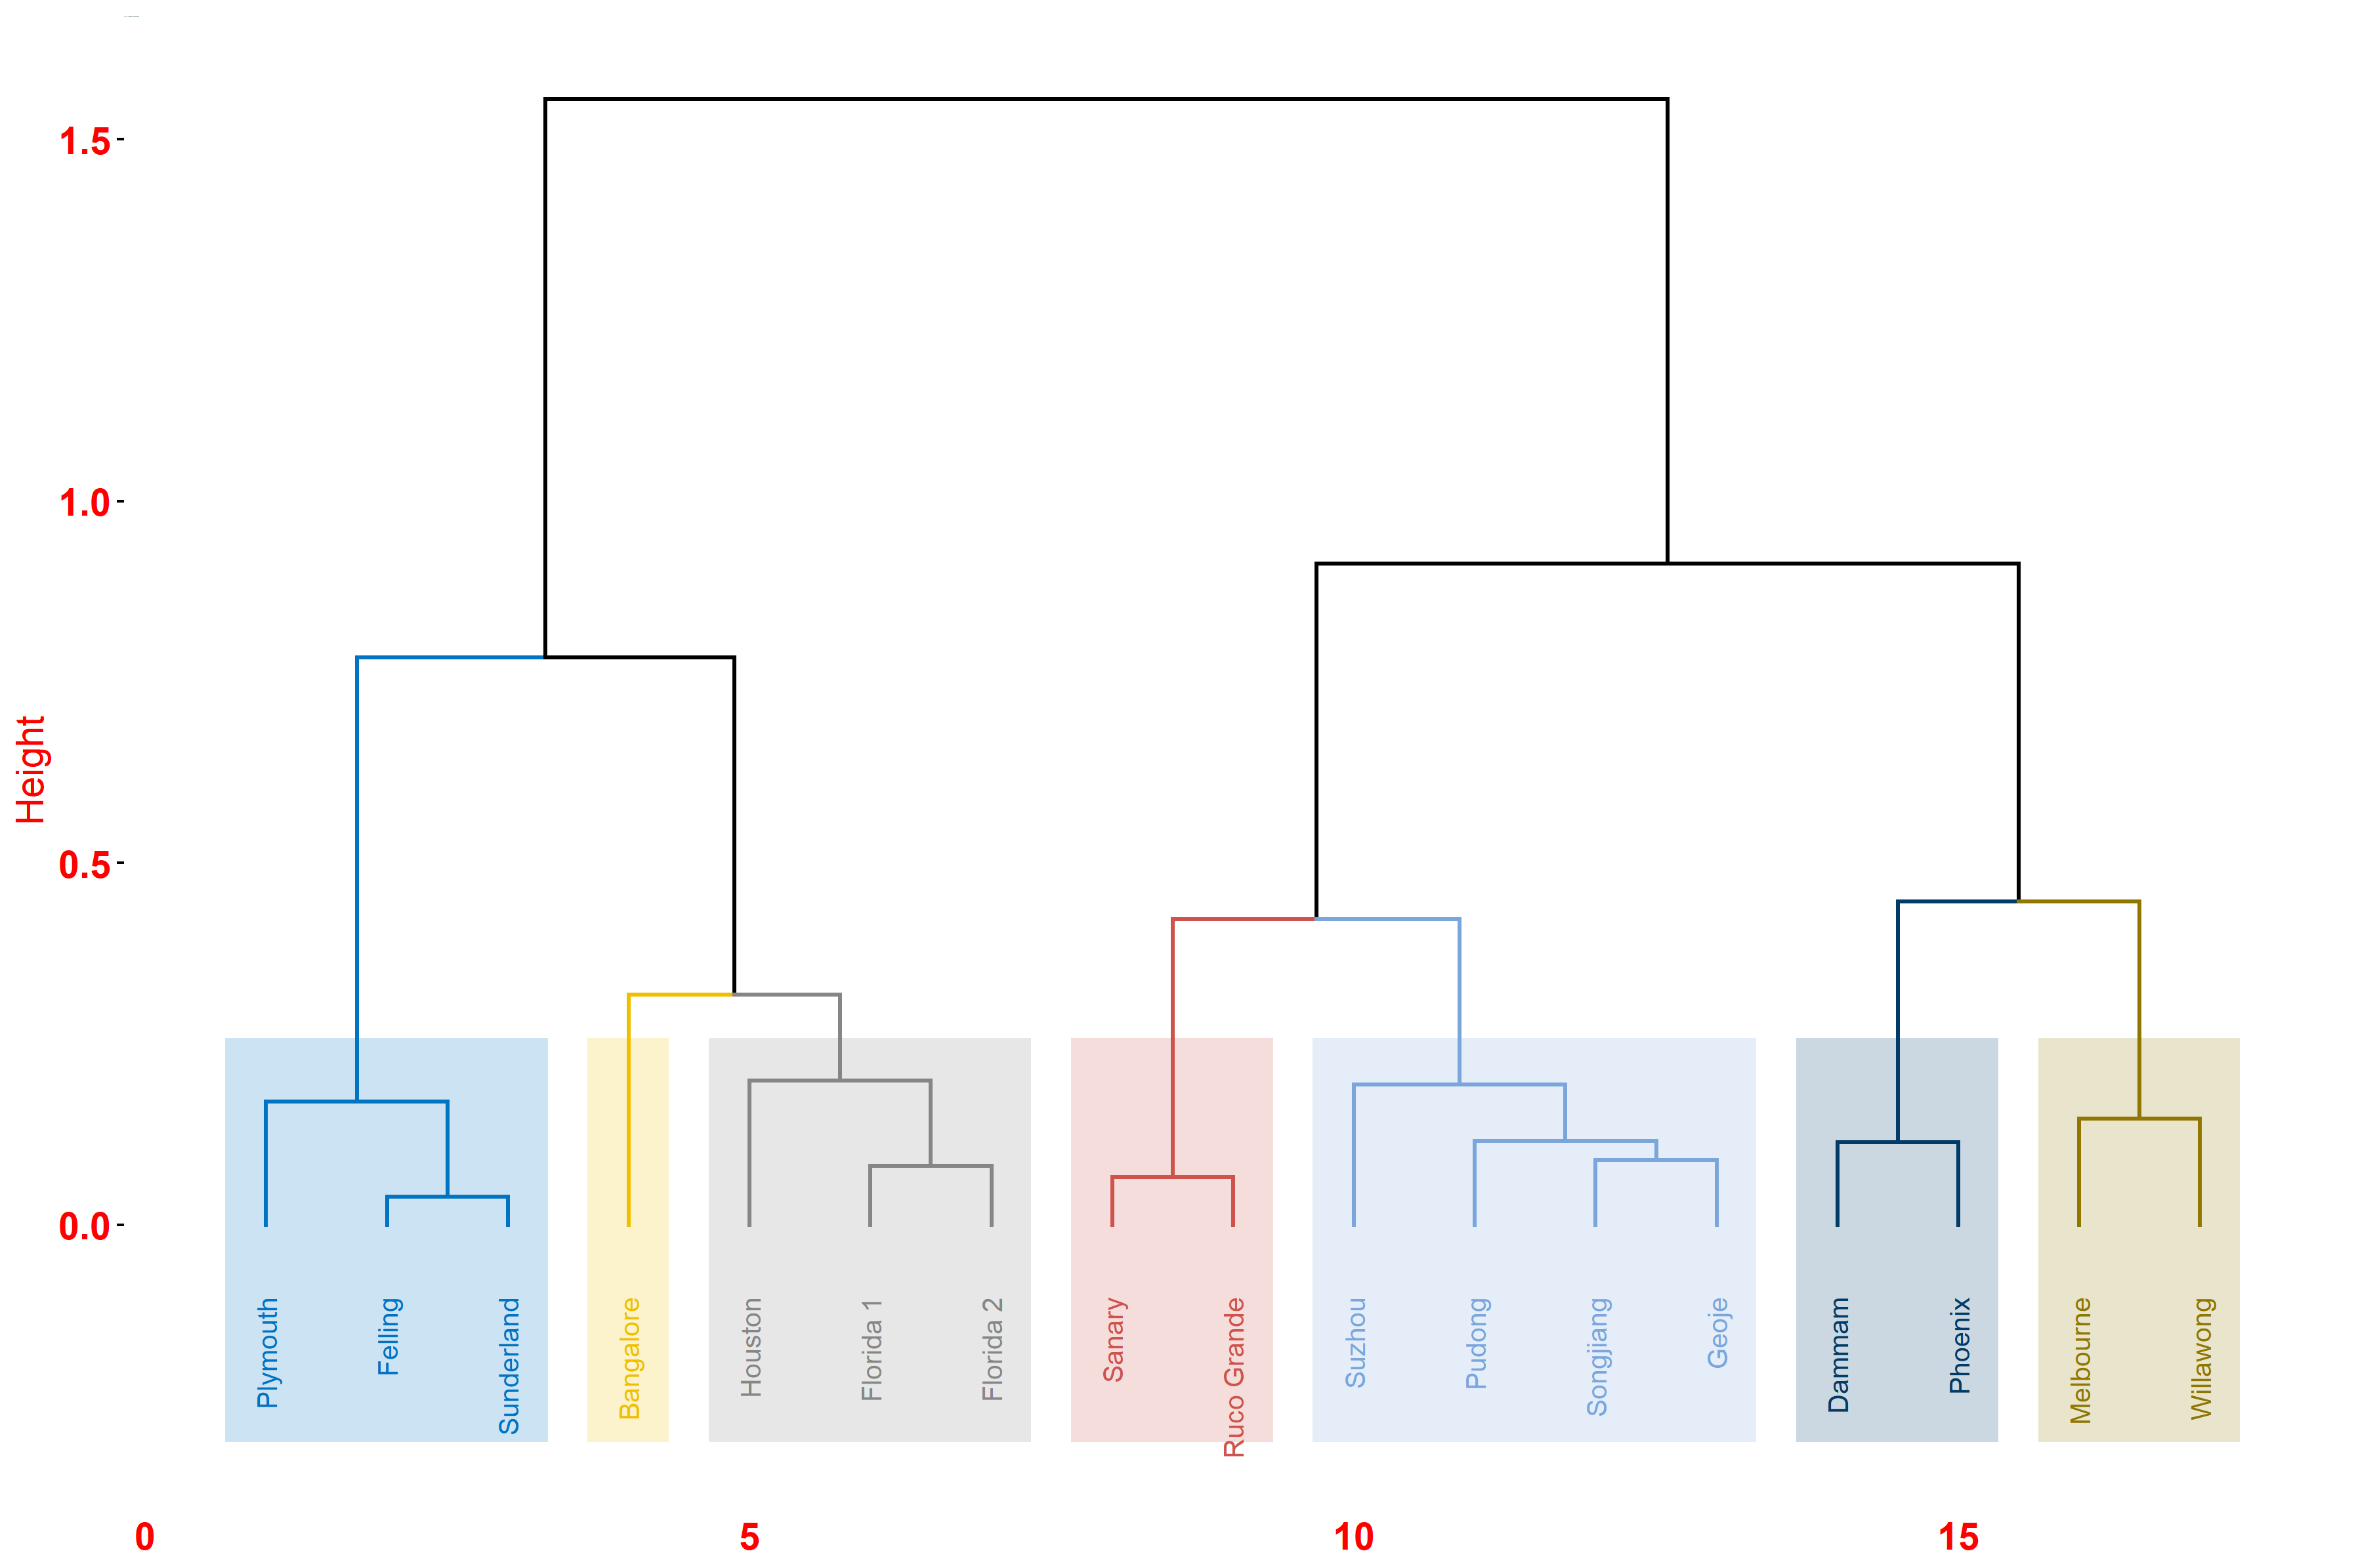 1.5
1.0
0.5
0.0
Height
Plymouth
Felling
Sunderland
Bangalore
Houston
Florida 1
Florida 2
Sanary
Ruco Grande
Suzhou
Pudong
Songjiang
Geoje
Dammam
Phoenix
Melbourne
Willawong
0
5
10
15